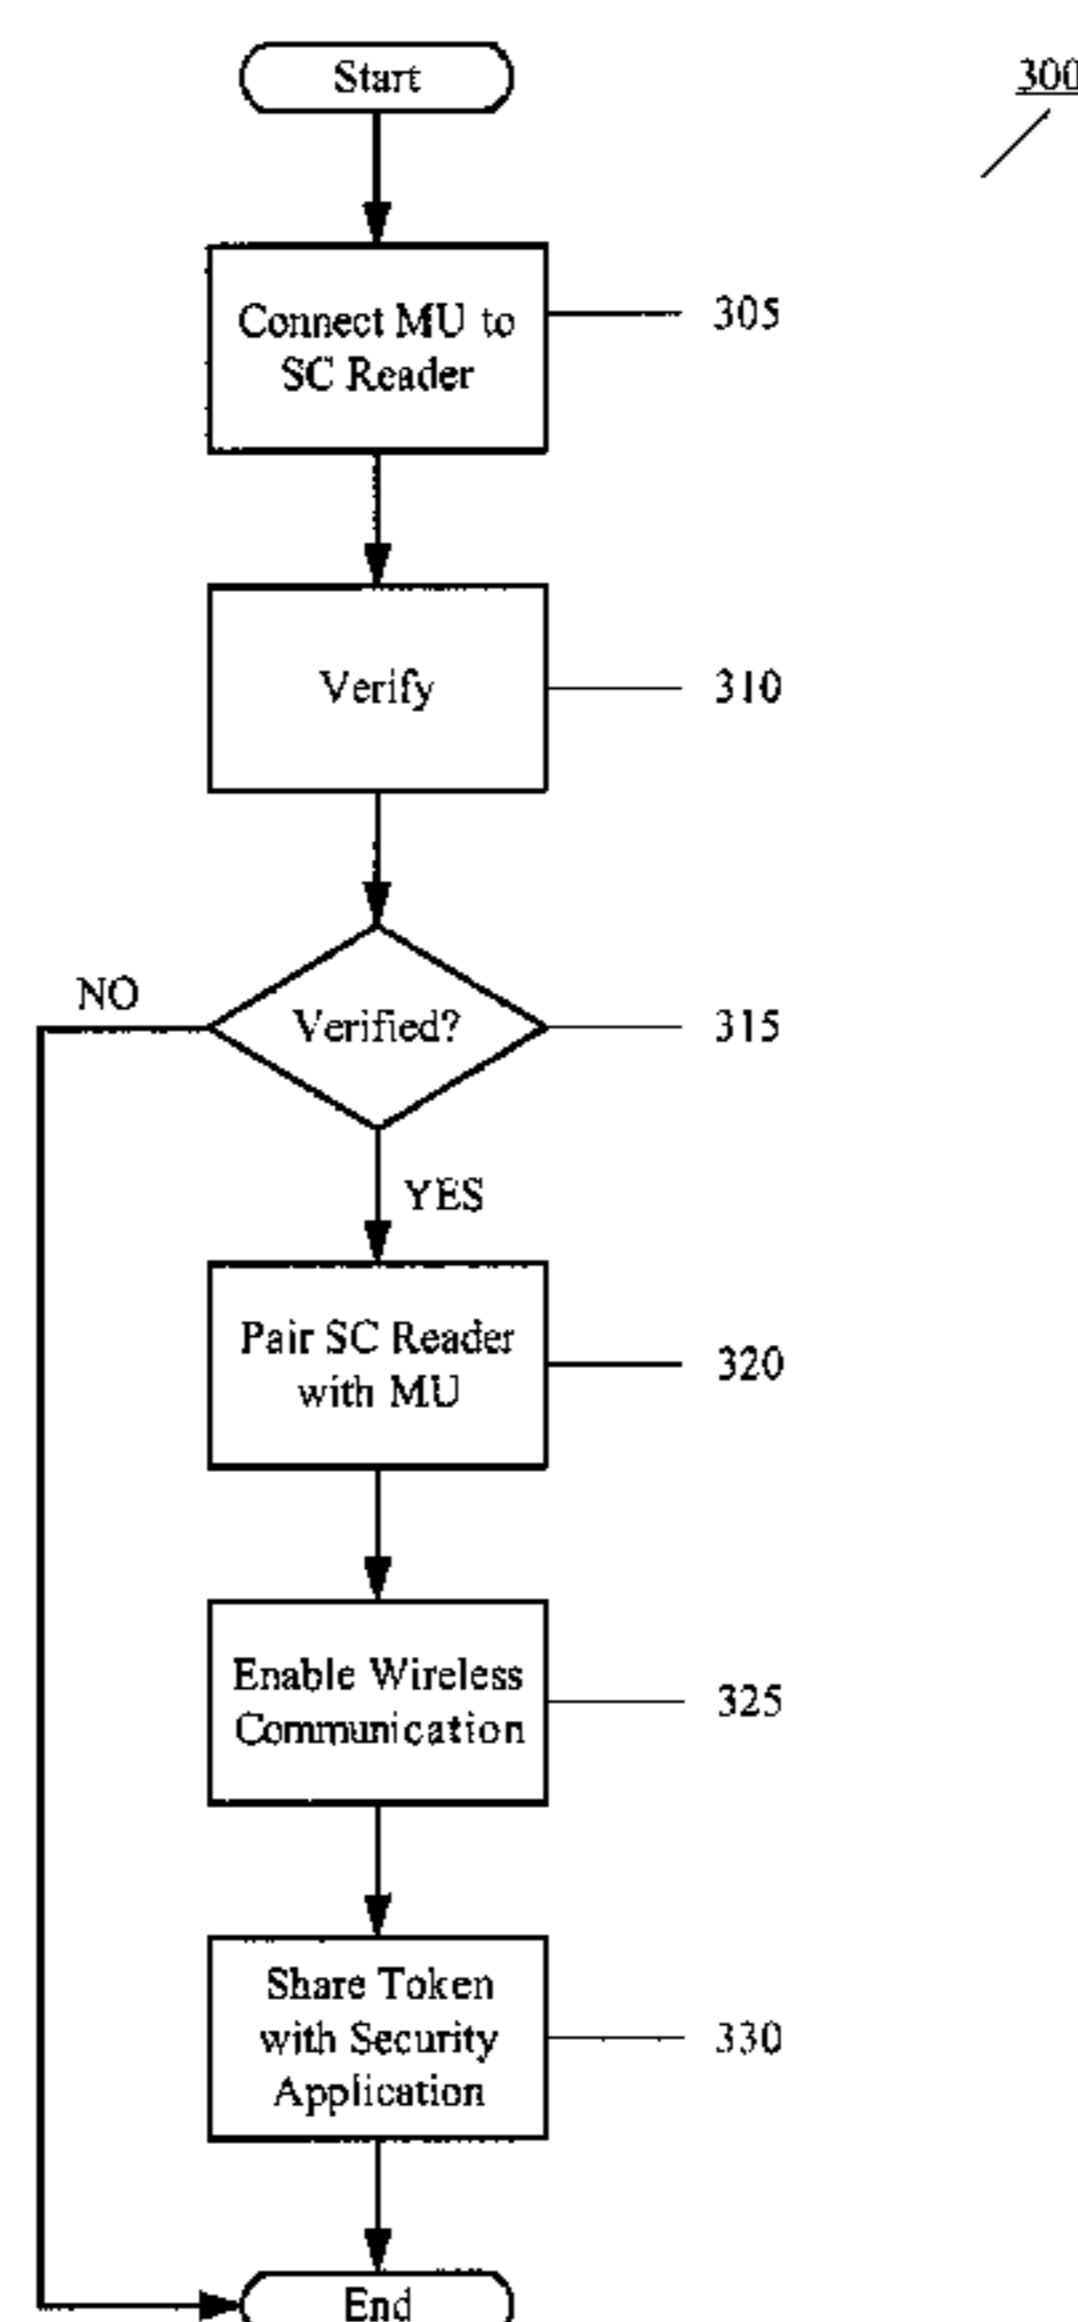 Start
300
Connect MU to
SC Reader
305
Verify
310
NO
Verified?
315
YES
Pair SC Reader
with MU
320
Enable Wireless
Communication
325
Share Token
with Security
Application
330
End